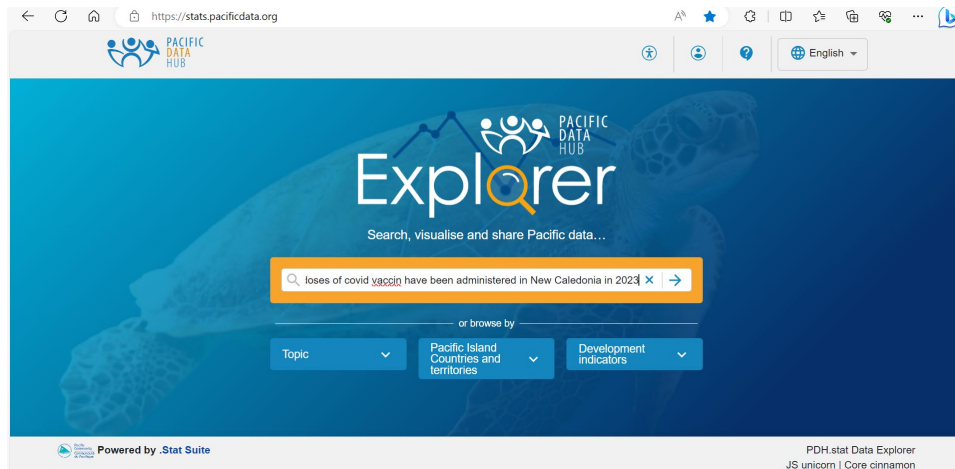 https://stats.pacificdata.org
PACIFIC
DATA
HUB
English
PACIFIC
DATA
HUB
Explorer
Search, visualise and share Pacific data...
loses of covid vaccin have been administered in New Caledonia in 2023
or browse by
Topic
Pacific Island
Countries and
territories
Development
indicators
Powered by .Stat Suite
PDH.stat Data Explorer
JS unicorn | Core cinnamon